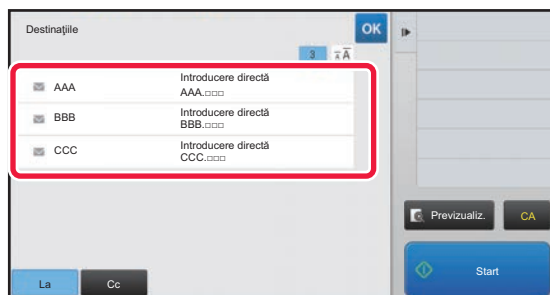 Destinaţiile
OK
3
A A
AAA
Introducere directă
AAA.□□□
BBB
Introducere directă
BBB.□□□
CCC
Introducere directă
CCC.□□□
Previzualiz.
CA
Start
La
Cc